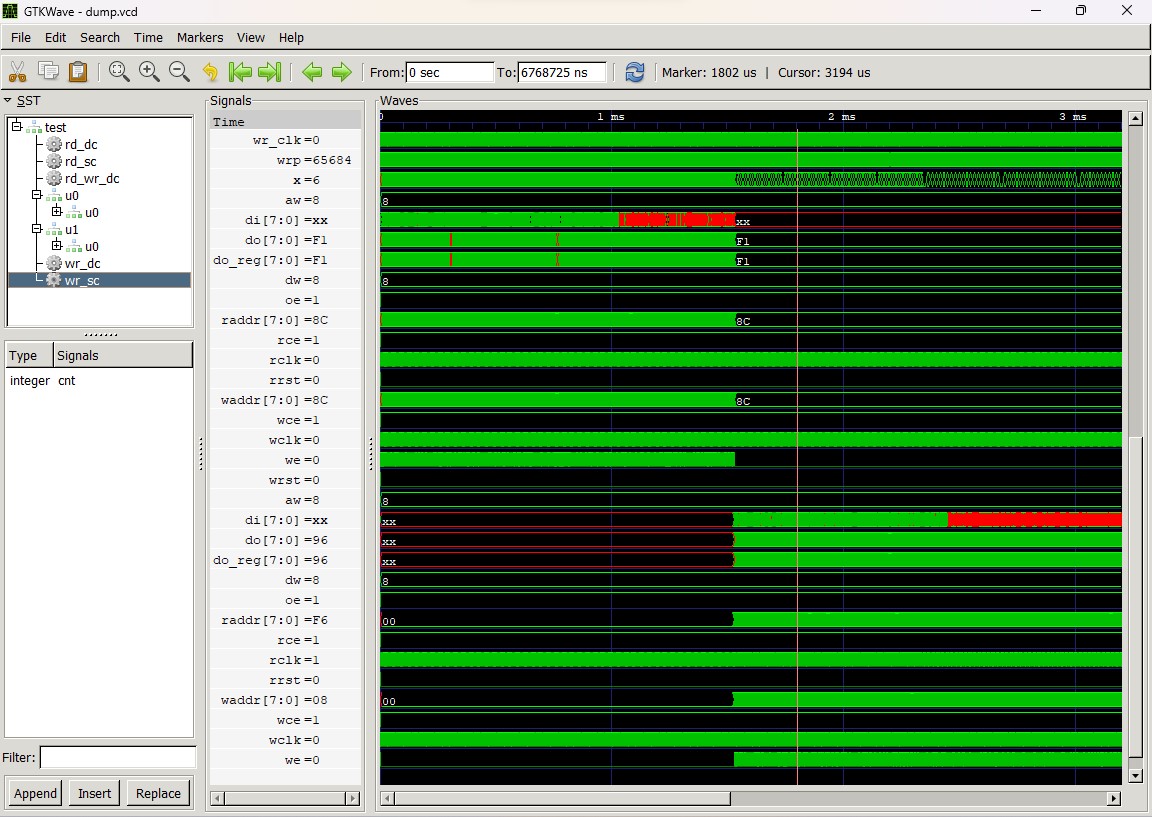 GTKWave - dump.vcd
File Edit Search Time Markers View Help
From: 0 sec To: 6768725 ns Marker: 1802 us | Cursor: 3194 us
SST
test
rd_dc
rd_sc
rd_wr_dc
u0
u0
u1
u0
wr_dc
wr_sc
Type Signals
integer cnt
Filter:
Append Insert Replace
Signals
Time
wr_clk=0
wrp=65684
x=6
aw=8
di[7:0]=xx
do[7:0]=F1
do_reg[7:0]=F1
dw=8
oe=1
raddr[7:0]=8C
rce=1
rclk=0
rrst=0
waddr[7:0]=8C
wce=1
wclk=0
we=0
wrst=0
aw=8
di[7:0]=xx
do[7:0]=96
do_reg[7:0]=96
dw=8
oe=1
raddr[7:0]=F6
rce=1
rclk=1
rrst=0
waddr[7:0]=08
wce=1
wclk=0
we=0
Waves
0 1 ms 2 ms 3 ms
8
xx
F1
F1
8
8C
8C
8
xx
xx
xx
8
00
00